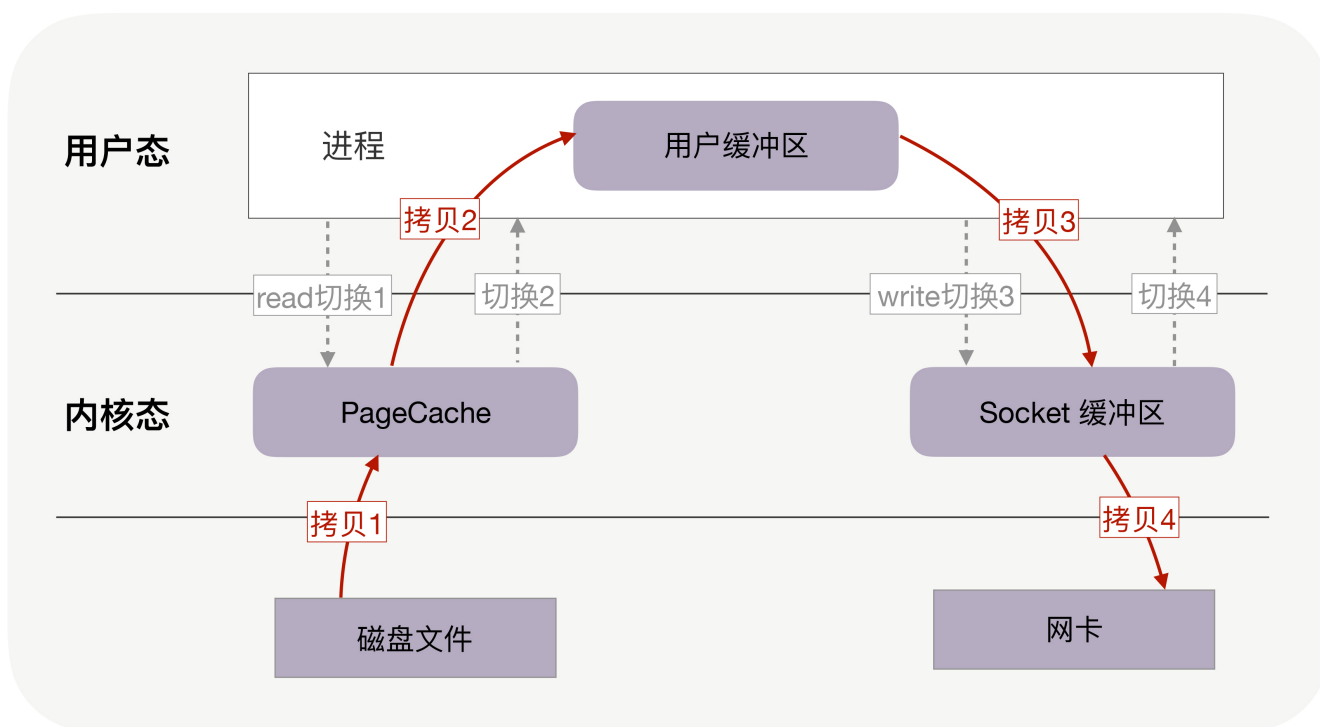 用户态
进程
用户缓冲区
拷贝2
拷贝3
read切换1
切换2
write切换3
切换4
内核态
PageCache
Socket 缓冲区
拷贝1
拷贝4
磁盘文件
网卡